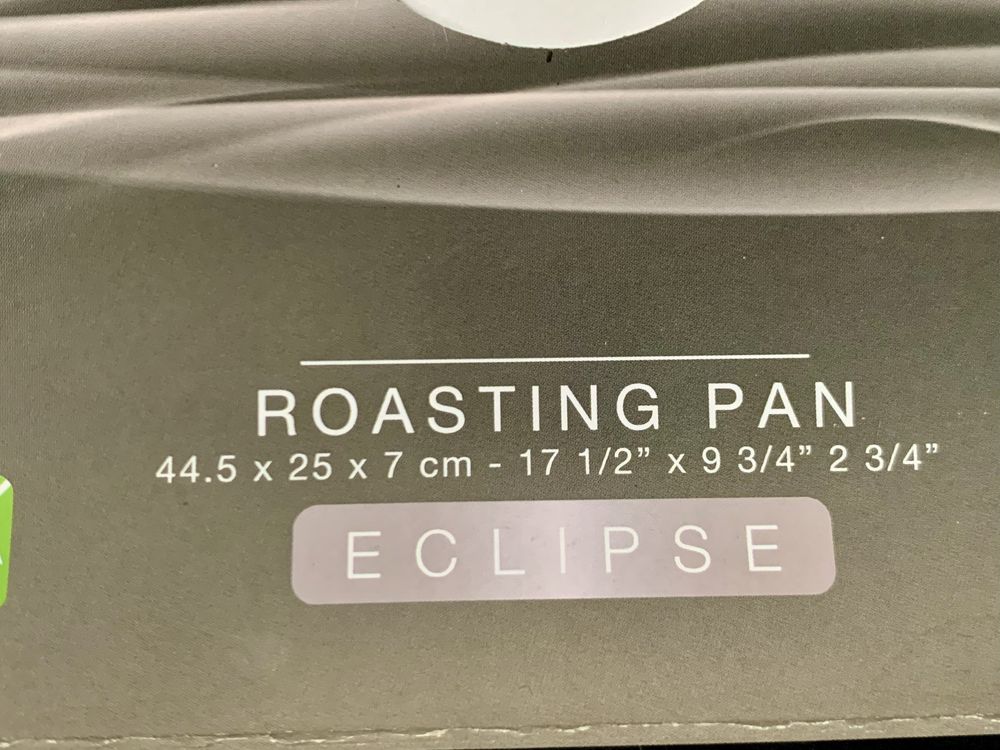 ROASTING PAN
44.5 x 25 x 7 cm - 17 1/2” x 9 3/4” 2 3/4”
ECLIPSE